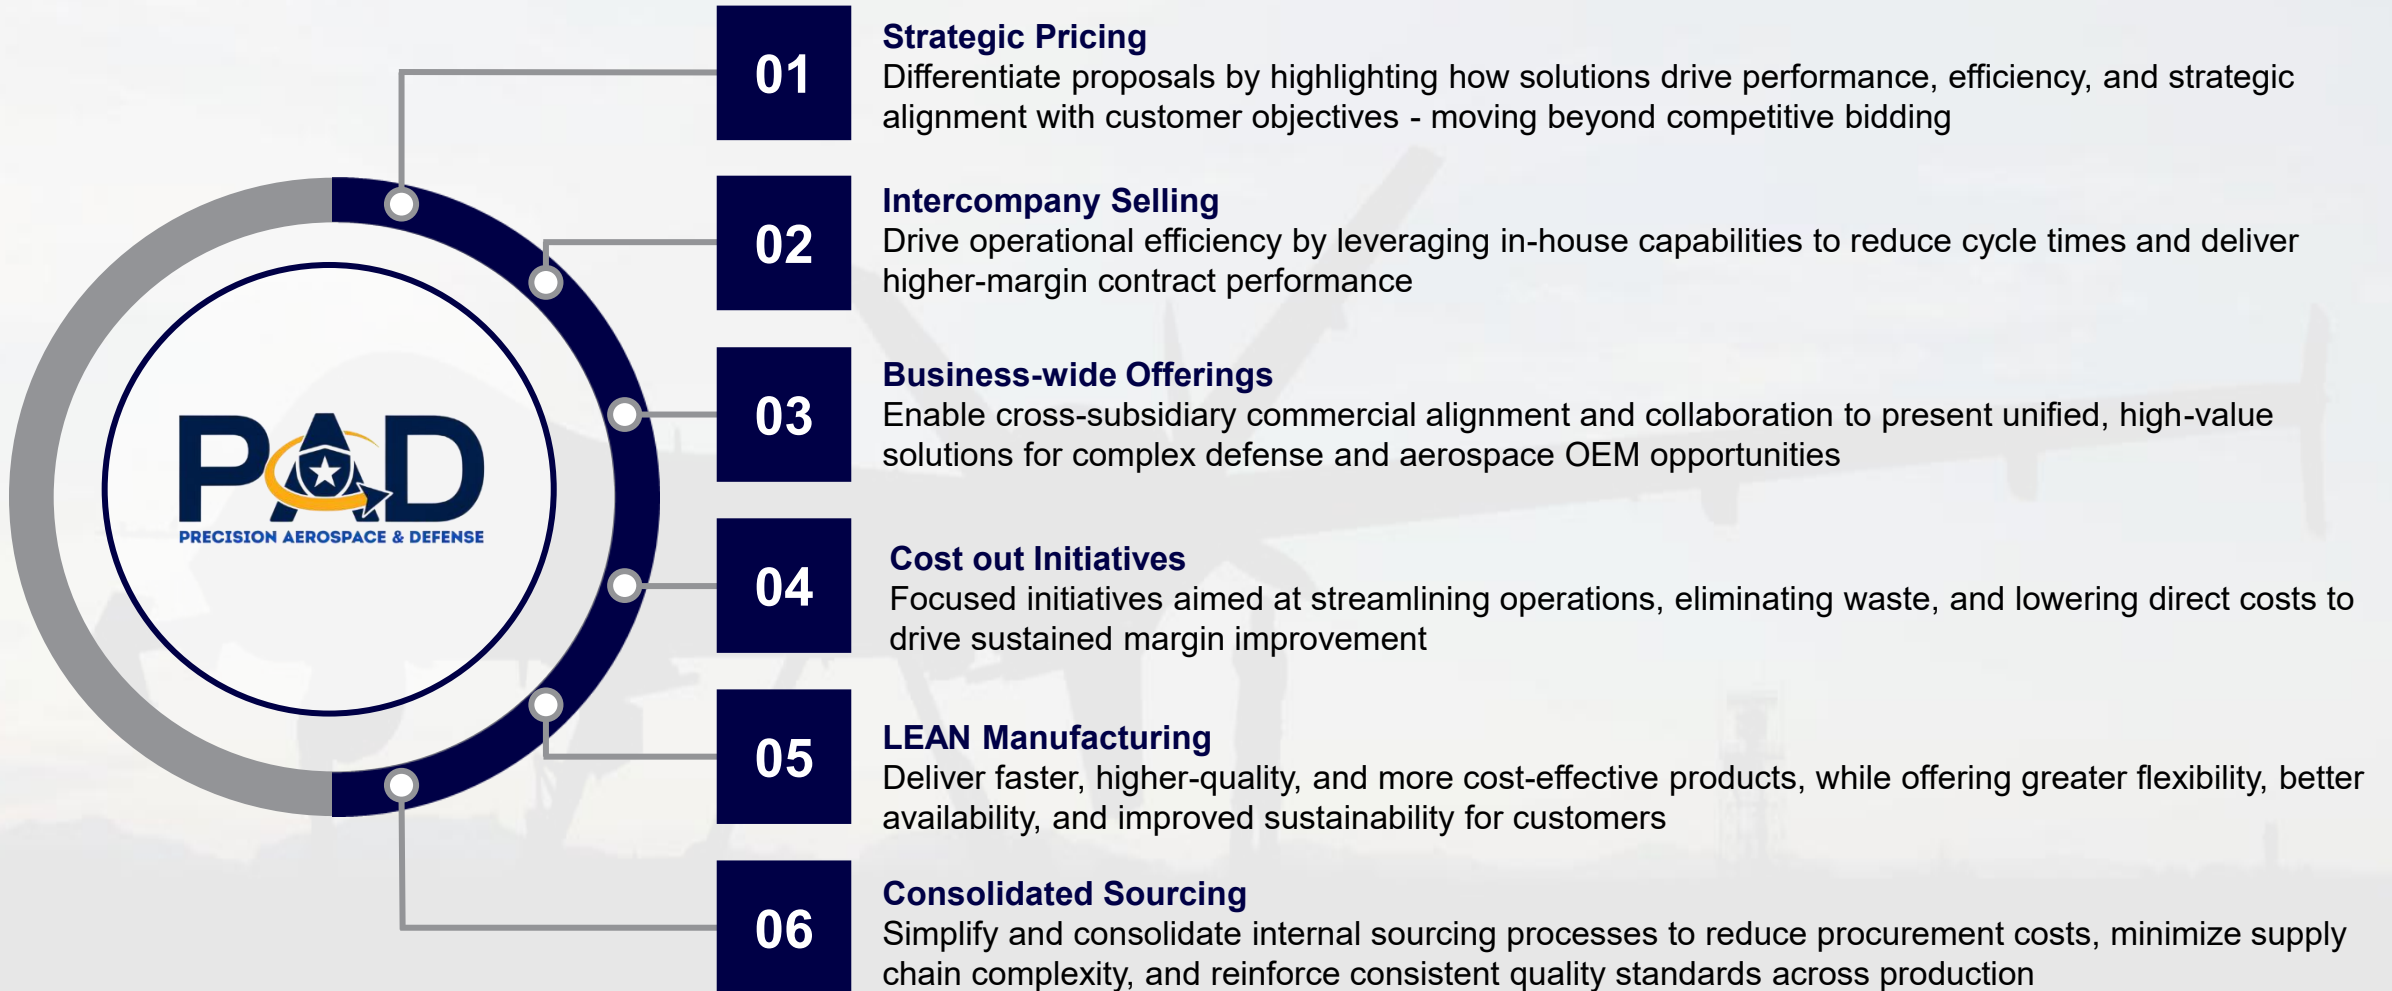 PAD
PRECISION AEROSPACE & DEFENSE
01
Strategic Pricing
Differentiate proposals by highlighting how solutions drive performance, efficiency, and strategic
alignment with customer objectives - moving beyond competitive bidding
02
Intercompany Selling
Drive operational efficiency by leveraging in-house capabilities to reduce cycle times and deliver
higher-margin contract performance
03
Business-wide Offerings
Enable cross-subsidiary commercial alignment and collaboration to present unified, high-value
solutions for complex defense and aerospace OEM opportunities
04
Cost out Initiatives
Focused initiatives aimed at streamlining operations, eliminating waste, and lowering direct costs to
drive sustained margin improvement
05
LEAN Manufacturing
Deliver faster, higher-quality, and more cost-effective products, while offering greater flexibility, better
availability, and improved sustainability for customers
06
Consolidated Sourcing
Simplify and consolidate internal sourcing processes to reduce procurement costs, minimize supply
chain complexity, and reinforce consistent quality standards across production